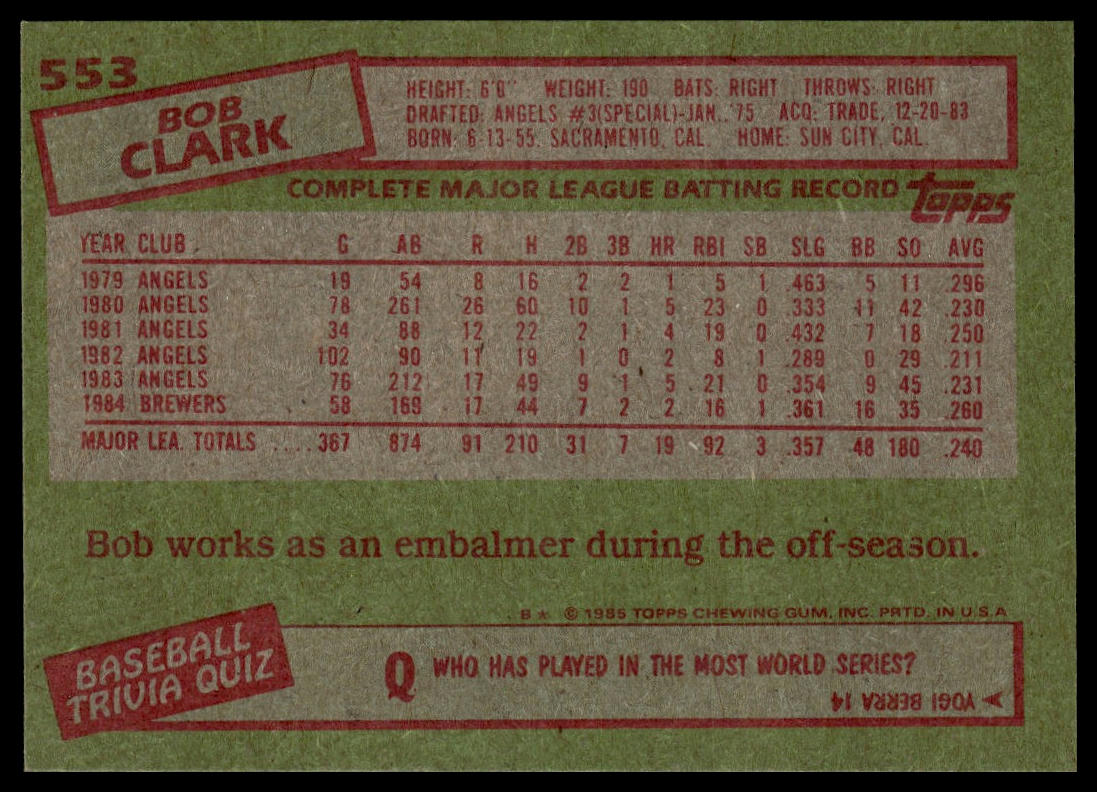 553
BOB
CLARK
HEIGHT: 6'0" WEIGHT: 190 BATS: RIGHT THROWS: RIGHT
DRAFTED: ANGELS #3(SPECIAL)-JAN., '75 ACQ: TRADE, 12-20-83
BORN: 6-13-55, SACRAMENTO, CAL. HOME: SUN CITY, CAL.
COMPLETE MAJOR LEAGUE BATTING RECORD topps
YEAR CLUB G AB R H 2B 3B HR RBI SB SLG BB SO AVG
1979 ANGELS 19 54 8 16 2 2 1 5 1 .463 5 11 .296
1980 ANGELS 78 261 26 60 10 1 5 23 0 .333 11 42 .230
1981 ANGELS 34 88 12 22 2 1 4 19 0 .432 7 18 .250
1982 ANGELS 102 90 11 19 1 0 2 8 1 .289 0 29 .211
1983 ANGELS 76 212 17 49 9 1 5 21 0 .354 9 45 .231
1984 BREWERS 58 169 17 44 7 2 2 16 1 .361 16 35 .260
MAJOR LEA. TOTALS ....367 874 91 210 31 7 19 92 3 .357 48 180 .240
Bob works as an embalmer during the off-season.
B★ © 1985 TOPPS CHEWING GUM, INC. PRTD. IN U.S.A
BASEBALL
TRIVIA QUIZ
Q WHO HAS PLAYED IN THE MOST WORLD SERIES?
YOGI BERRA 14